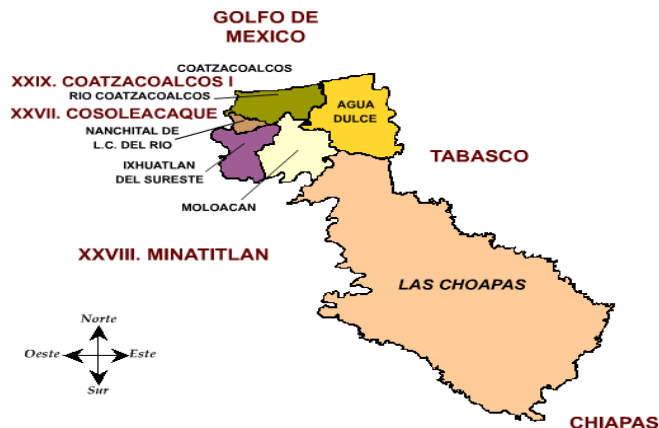 GOLFO DE
MEXICO
COATZACOALCOS
XXIX. COATZACOALCOS I
RIO COATZACOALCOS
XXVII. COSOLEACAQUE
AGUA
DULCE
NANCHITAL DE
L.C. DEL RIO
IXHUATLAN
DEL SURESTE
TABASCO
MOLOACAN
XXVIII. MINATITLAN
LAS CHOAPAS
Norte
Oeste
Este
Sur
CHIAPAS